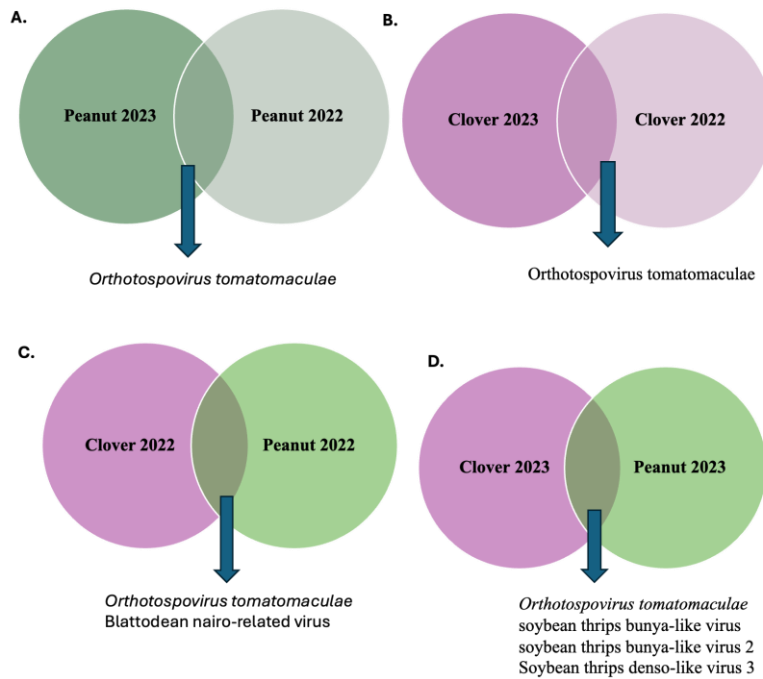 A.
Peanut 2023
Peanut 2022
Orthotospovirus tomatomaculae
B.
Clover 2023
Clover 2022
Orthotospovirus tomatomaculae
C.
Clover 2022
Peanut 2022
Orthotospovirus tomatomaculae
Blattodean nairo-related virus
D.
Clover 2023
Peanut 2023
Orthotospovirus tomatomaculae
soybean thrips bunya-like virus
soybean thrips bunya-like virus 2
Soybean thrips denso-like virus 3